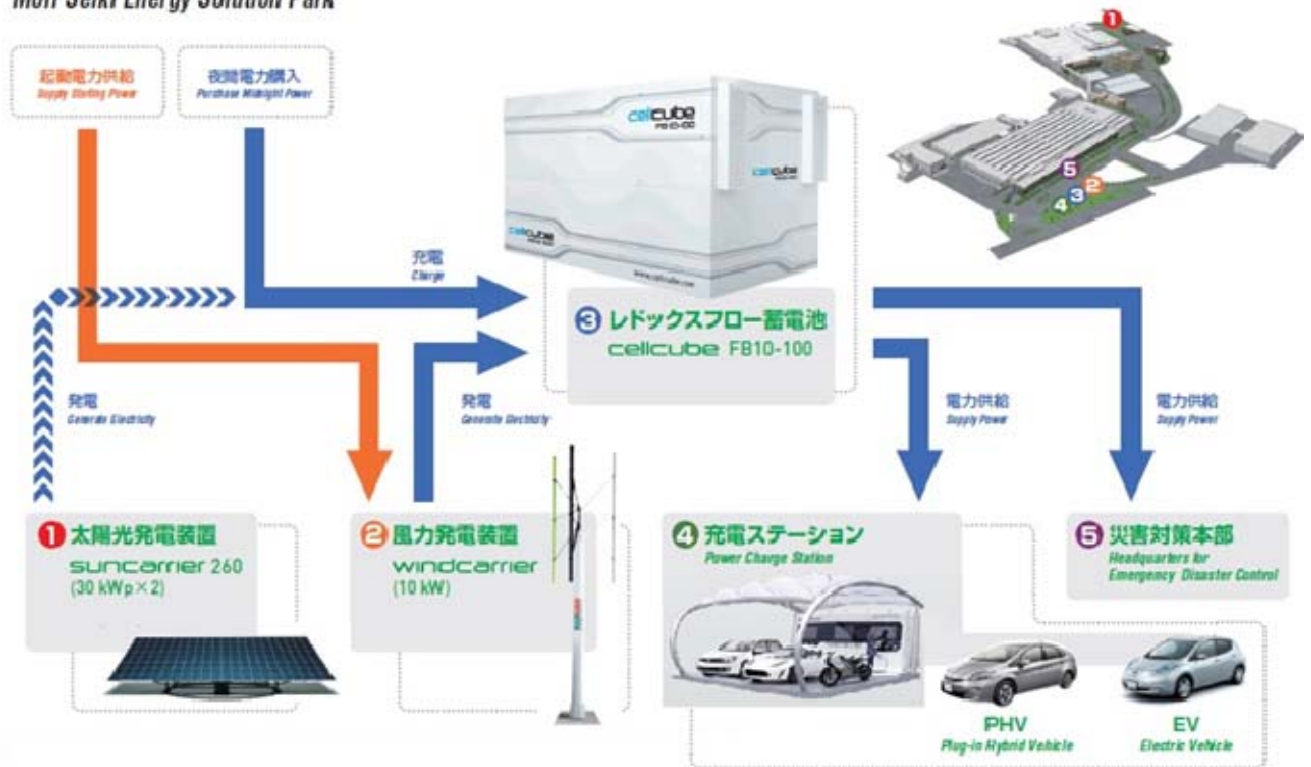 Mori Seiki Energy Solution Park
起動電力供給
Supply Starting Power
夜間電力購入
Purchase Midnight Power
1
5
2
3
4
cellcube
FB10-100
cellcube
cellcube
www.cellcube.com
充電
Charge
3 レドックスフロー蓄電池
cellcube FB10-100
発電
Generate Electricity
発電
Generate Electricity
電力供給
Supply Power
電力供給
Supply Power
1 太陽光発電装置
suncarrier 260
(30 kWp×2)
2 風力発電装置
windcarrier
(10 kW)
4 充電ステーション
Power Charge Station
5 災害対策本部
Headquarters for
Emergency Disaster Control
PHV
Plug-in Hybrid Vehicle
EV
Electric Vehicle